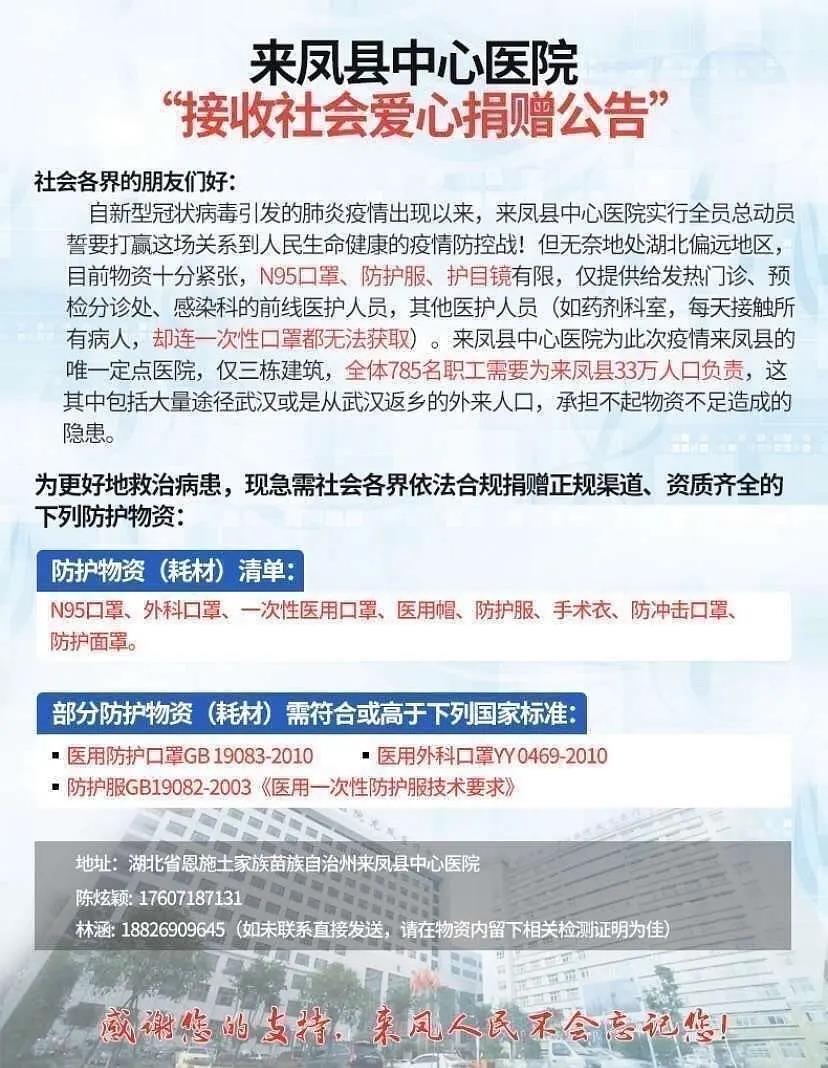 来凤县中心医院
“接收社会爱心捐赠公告”
社会各界的朋友们好：
自新型冠状病毒引发的肺炎疫情出现以来，来凤县中心医院实行全员总动员
誓要打赢这场关系到人民生命健康的疫情防控战！但无奈地处湖北偏远地区，
目前物资十分紧张，N95口罩、防护服、护目镜有限，仅提供给发热门诊、预
检分诊处、感染科的前线医护人员，其他医护人员（如药剂科室，每天接触所
有病人，却连一次性口罩都无法获取）。来凤县中心医院为此次疫情来凤县的
唯一定点医院，仅三栋建筑，全体785名职工需要为来凤县33万人口负责，这
其中包括大量途径武汉或是从武汉返乡的外来人口，承担不起物资不足造成的
隐患。
为更好地救治病患，现急需社会各界依法合规捐赠正规渠道、资质齐全的
下列防护物资：
防护物资（耗材）清单：
N95口罩、外科口罩、一次性医用口罩、医用帽、防护服、手术衣、防冲击口罩、
防护面罩。
部分防护物资（耗材）需符合或高于下列国家标准：
▪ 医用防护口罩GB 19083-2010 ▪ 医用外科口罩YY 0469-2010
▪ 防护服GB19082-2003《医用一次性防护服技术要求》
地址：湖北省恩施土家族苗族自治州来凤县中心医院
陈炫颖: 17607187131
林涵: 18826909645（如未联系直接发送，请在物资内留下相关检测证明为佳）
感谢您的支持，来凤人民不会忘记您！